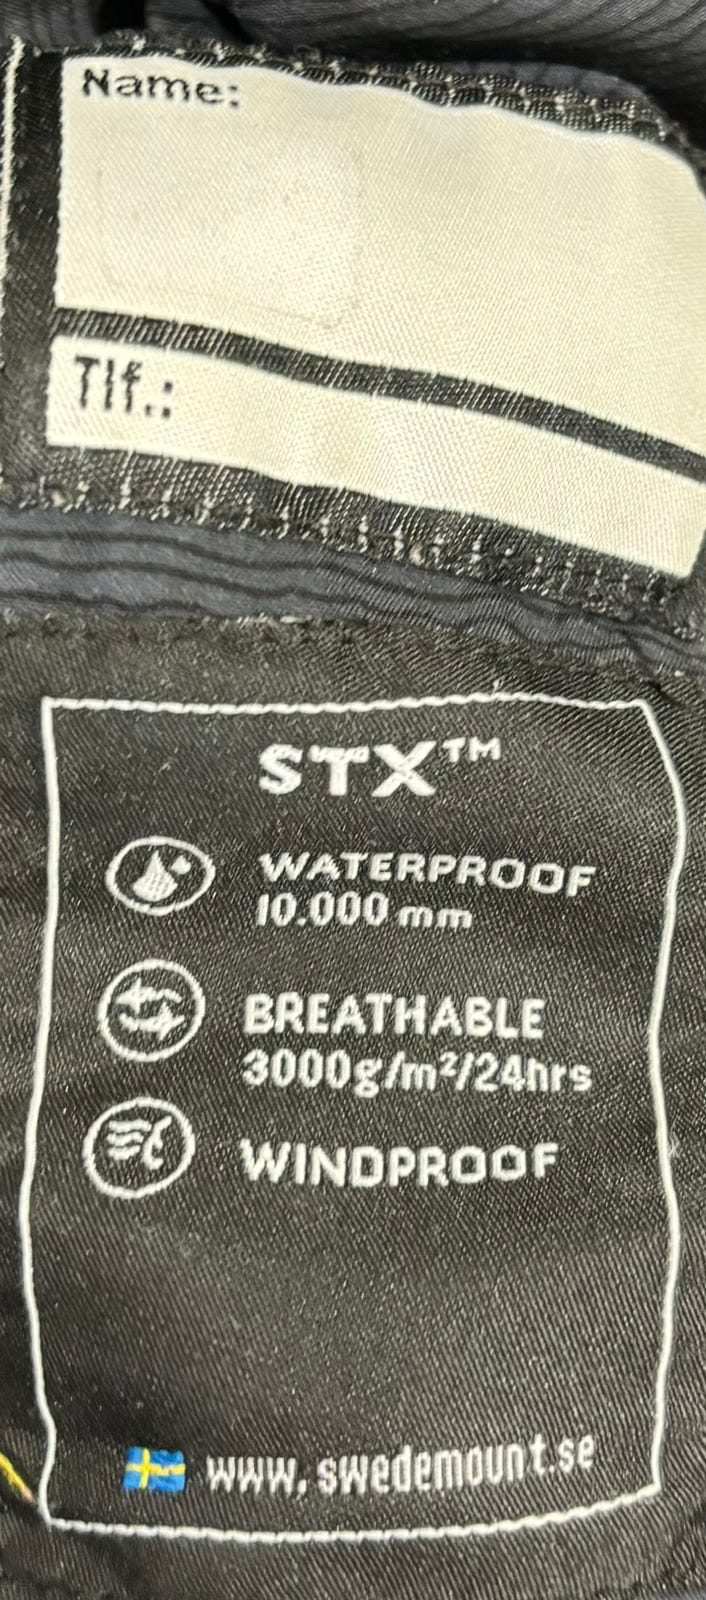 Name:
Tlf.:
STX™
WATERPROOF
10.000 mm
BREATHABLE
3000g/m²/24hrs
WINDPROOF
www.swedemount.se